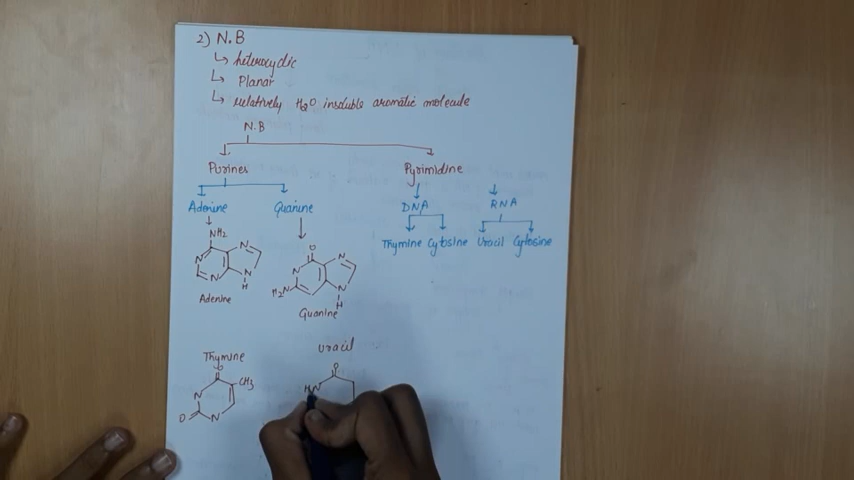 2) N.B
↳ heterocyclic
↳ Planar
↳ relatively H₂O insoluble aromatic molecule
N.B
Purines Pyrimidine
Adenine Guanine DNA RNA
Thymine Cytosine Uracil Cytosine
NH₂
N N
N N
H
Adenine
O
N N
H₂N N
H
Guanine
Thymine Uracil
O CH₃
N
O N
O
HN